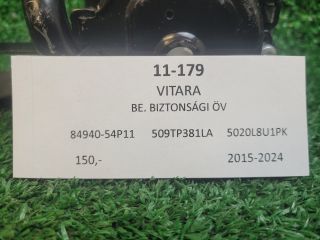 11-179
VITARA
BE. BIZTONSÁGI ÖV
84940-54P11 509TP381LA 5020L8U1PK
150,- 2015-2024